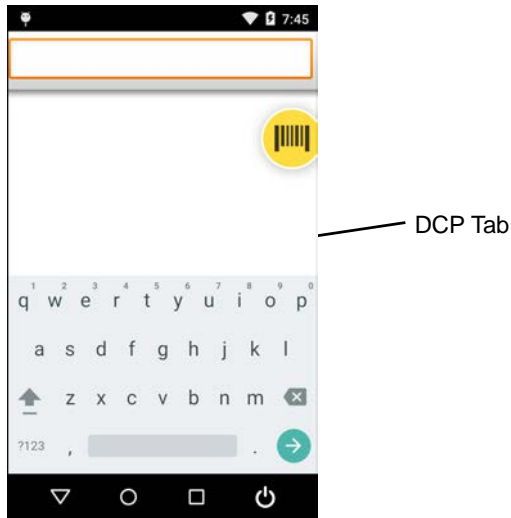 7:45
DCP Tab
1 2 3 4 5 6 7 8 9 0
q w e r t y u i o p
a s d f g h j k l
z x c v b n m
?123 , .